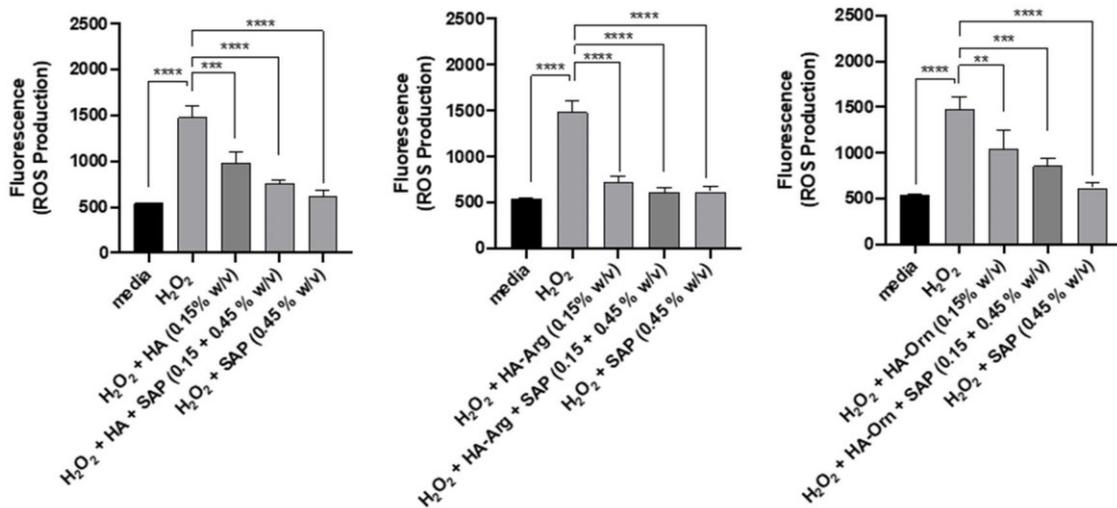 Fluorescence
(ROS Production)
2500
2000
1500
1000
500
0
****
****
***
****
****
media
H₂O₂
H₂O₂ + HA (0.15% w/v)
H₂O₂ + HA + SAP (0.15 + 0.45 % w/v)
H₂O₂ + SAP (0.45 % w/v)
Fluorescence
(ROS Production)
2500
2000
1500
1000
500
0
****
****
****
****
media
H₂O₂
H₂O₂ + HA-Arg (0.15% w/v)
H₂O₂ + HA-Arg + SAP (0.15 + 0.45 % w/v)
H₂O₂ + SAP (0.45 % w/v)
Fluorescence
(ROS Production)
2500
2000
1500
1000
500
0
****
***
**
****
media
H₂O₂
H₂O₂ + HA-Orn (0.15% w/v)
H₂O₂ + HA-Orn + SAP (0.15 + 0.45 % w/v)
H₂O₂ + SAP (0.45 % w/v)